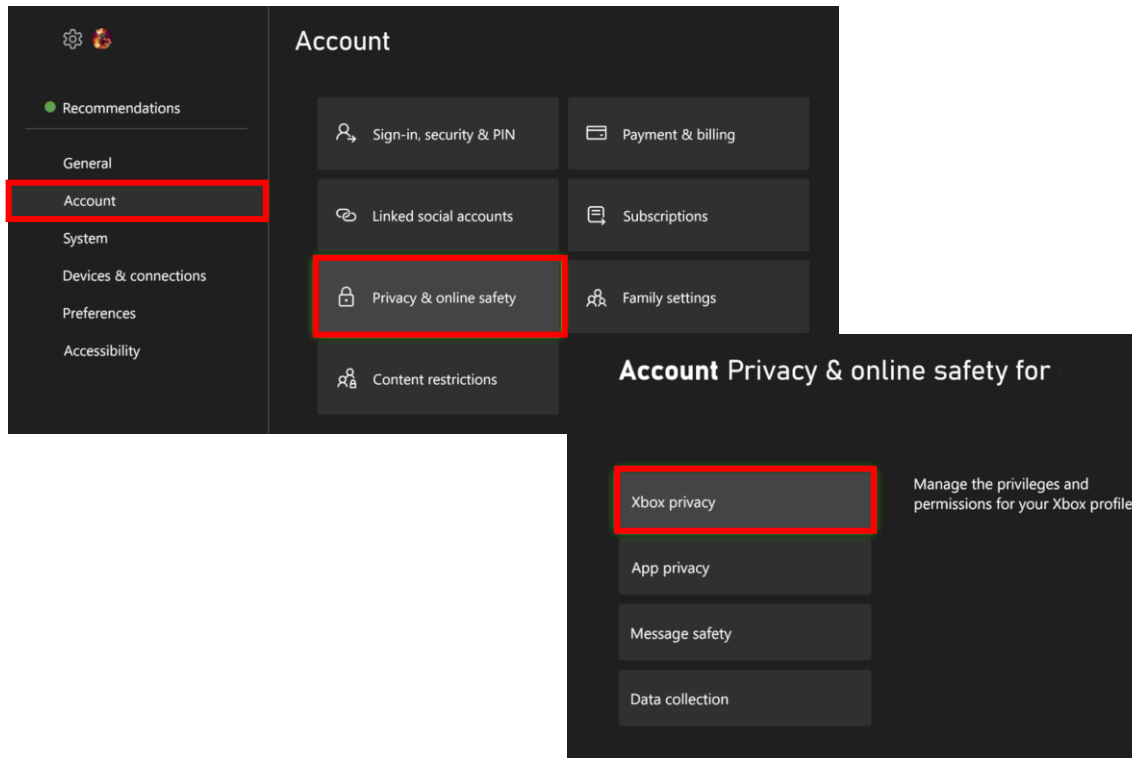 Account
Recommendations
General
Account
System
Devices & connections
Preferences
Accessibility
Sign-in, security & PIN
Payment & billing
Linked social accounts
Subscriptions
Privacy & online safety
Family settings
Content restrictions
Account Privacy & online safety for
Xbox privacy
App privacy
Message safety
Data collection
Manage the privileges and
permissions for your Xbox profile